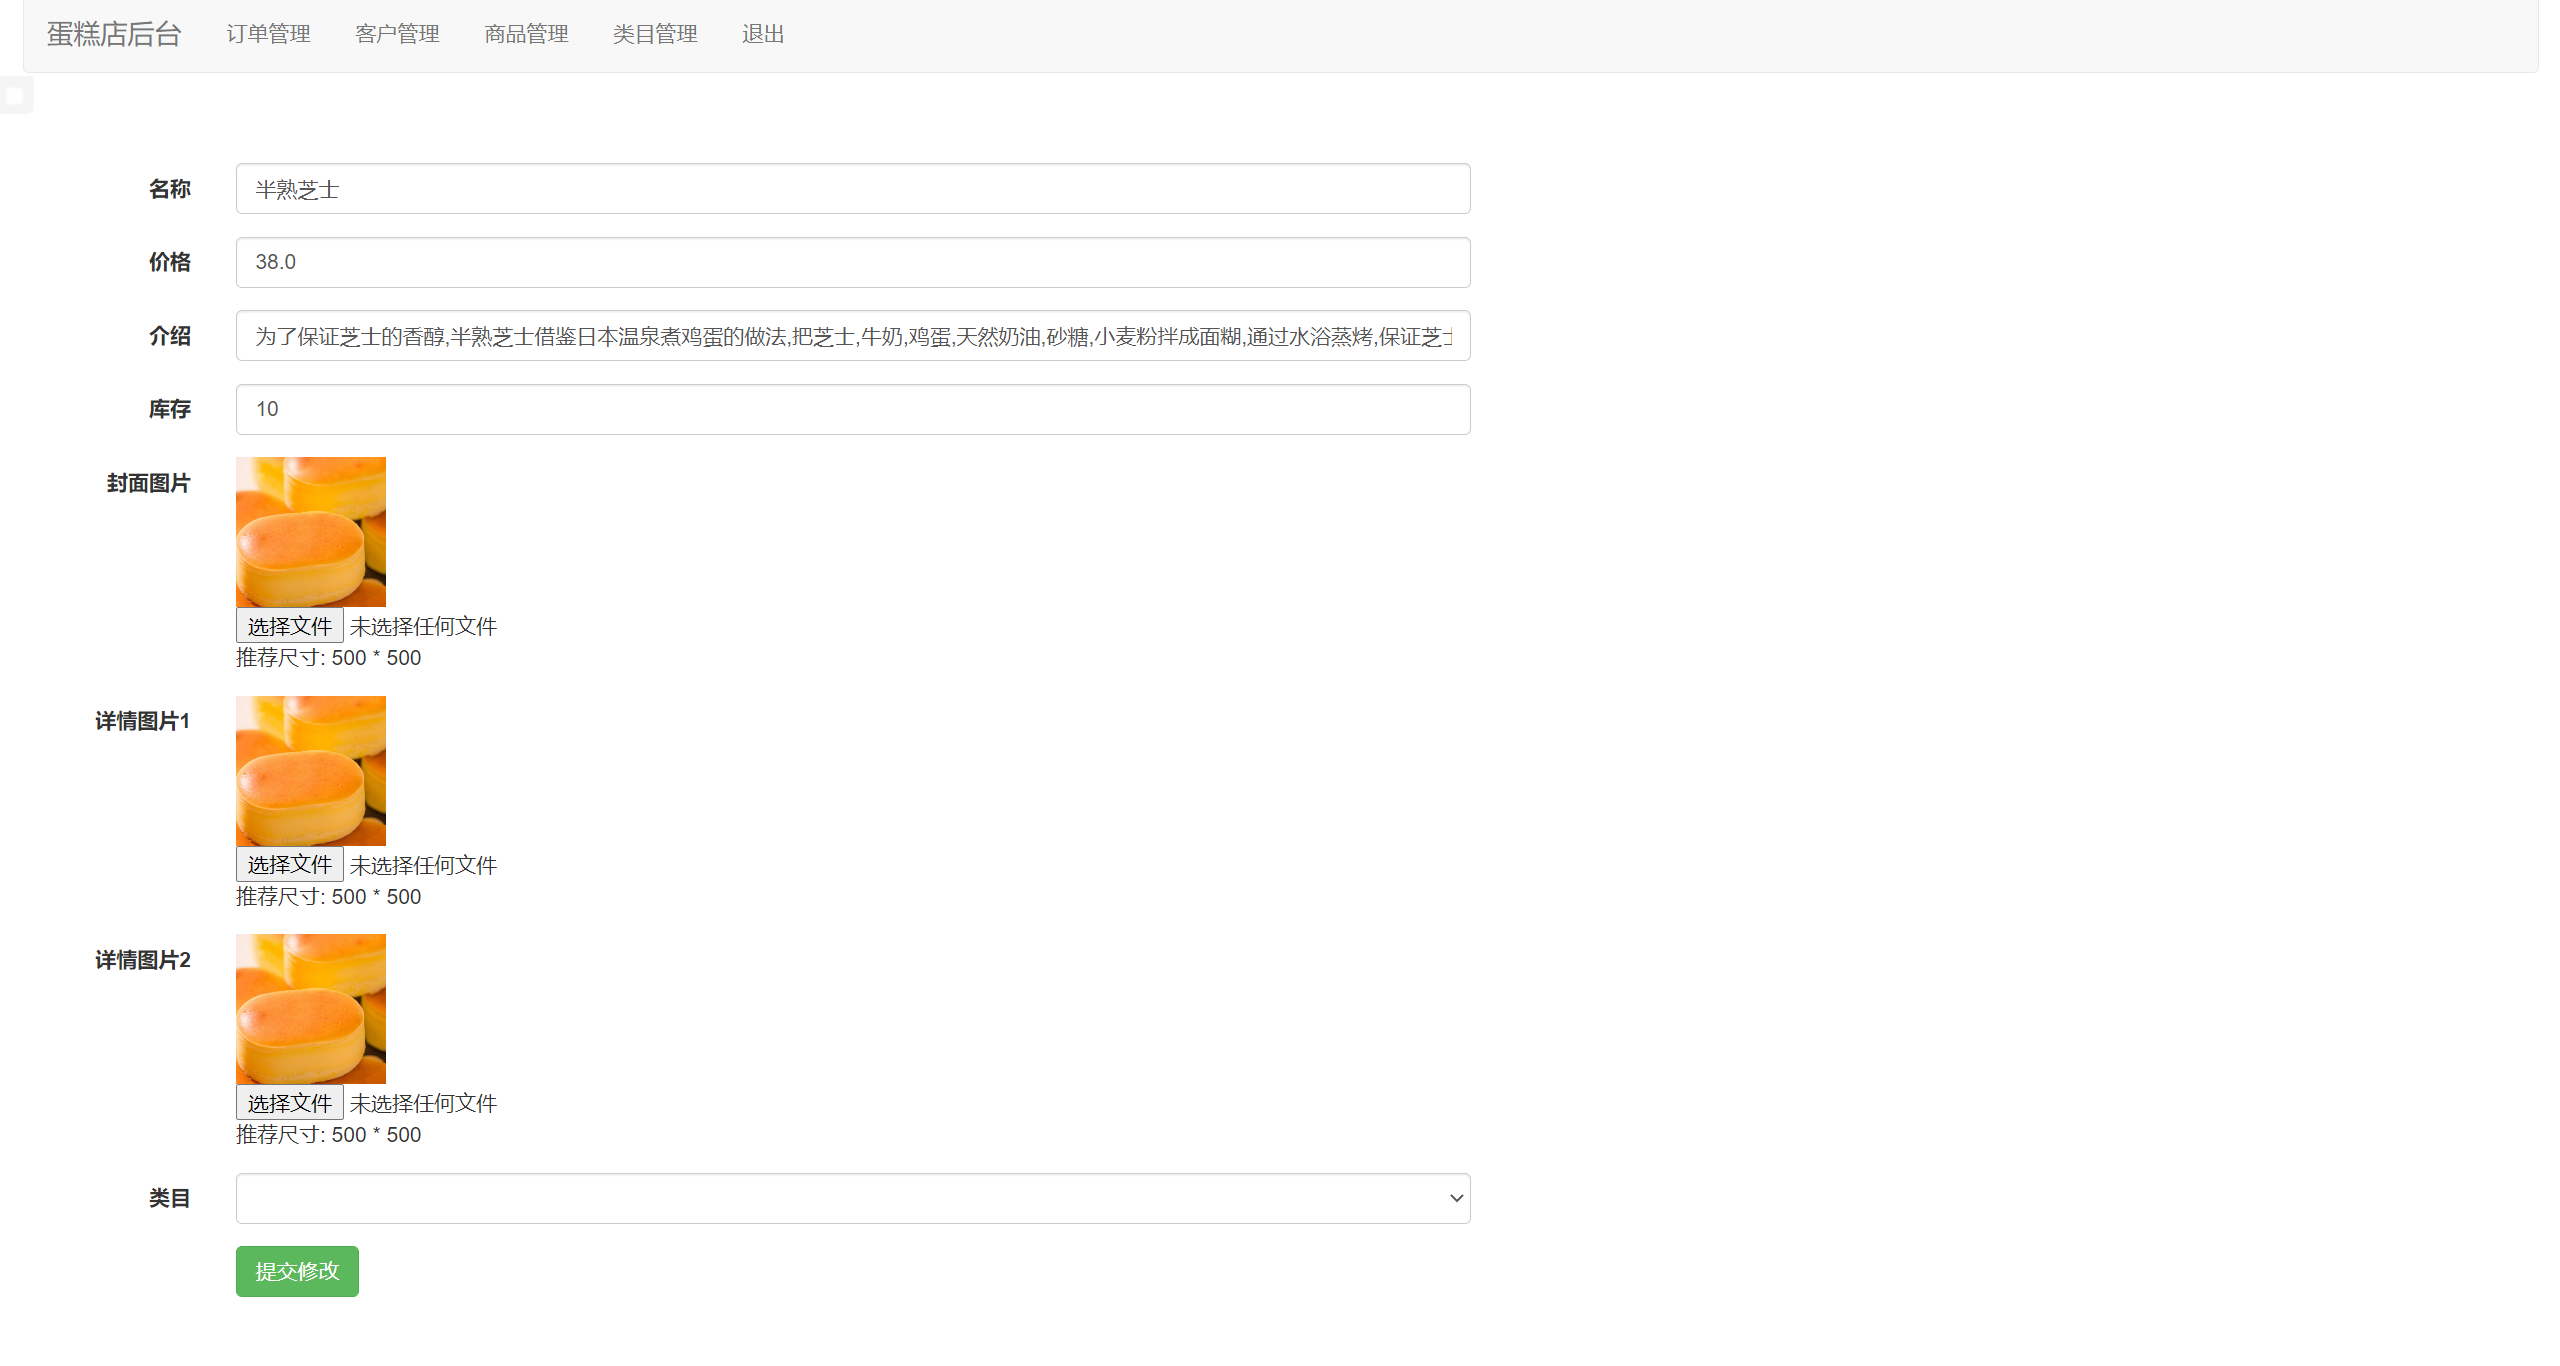 蛋糕店后台 订单管理 客户管理 商品管理 类目管理 退出
名称 半熟芝士
价格 38.0
介绍 为了保证芝士的香醇,半熟芝士借鉴日本温泉煮鸡蛋的做法,把芝士,牛奶,鸡蛋,天然奶油,砂糖,小麦粉拌成面糊,通过水浴蒸烤,保证芝士
库存 10
封面图片
选择文件 未选择任何文件
推荐尺寸: 500 * 500
详情图片1
选择文件 未选择任何文件
推荐尺寸: 500 * 500
详情图片2
选择文件 未选择任何文件
推荐尺寸: 500 * 500
类目
提交修改